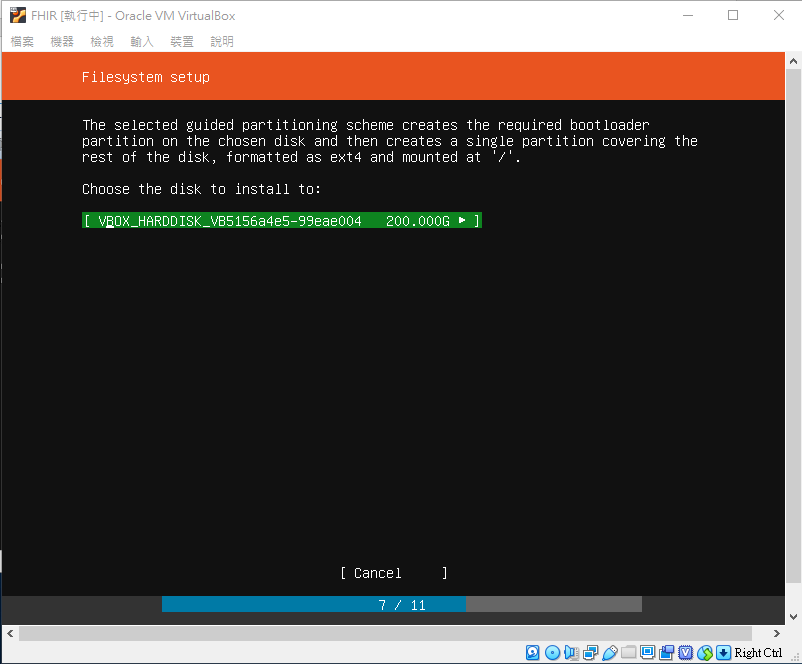 FHIR [執行中] - Oracle VM VirtualBox
檔案 機器 檢視 輸入 裝置 說明
Filesystem setup
The selected guided partitioning scheme creates the required bootloader
partition on the chosen disk and then creates a single partition covering the
rest of the disk, formatted as ext4 and mounted at '/'.
Choose the disk to install to:
[ VBOX_HARDDISK_VB5156a4e5-99eae004 200.000G ▸ ]
[ Cancel ]
7 / 11
Right Ctrl